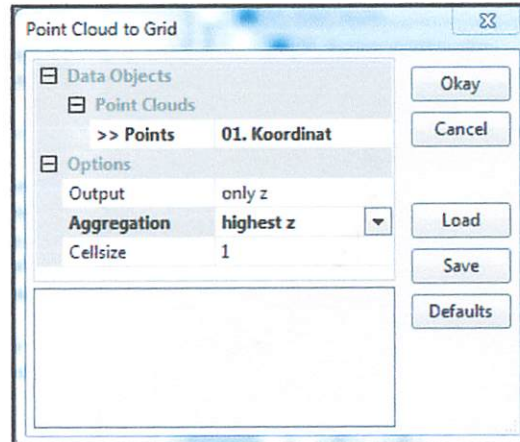 Point Cloud to Grid
Data Objects
Point Clouds
>> Points 01. Koordinat
Options
Output only z
Aggregation highest z
Cellsize 1
Okay
Cancel
Load
Save
Defaults